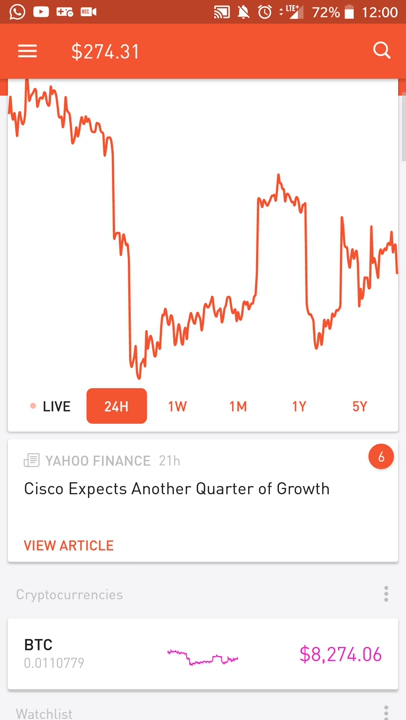 LTE+ 72% 12:00
$274.31
LIVE 24H 1W 1M 1Y 5Y
YAHOO FINANCE 21h
6
Cisco Expects Another Quarter of Growth
VIEW ARTICLE
Cryptocurrencies
BTC
0.0110779
$8,274.06
Watchlist